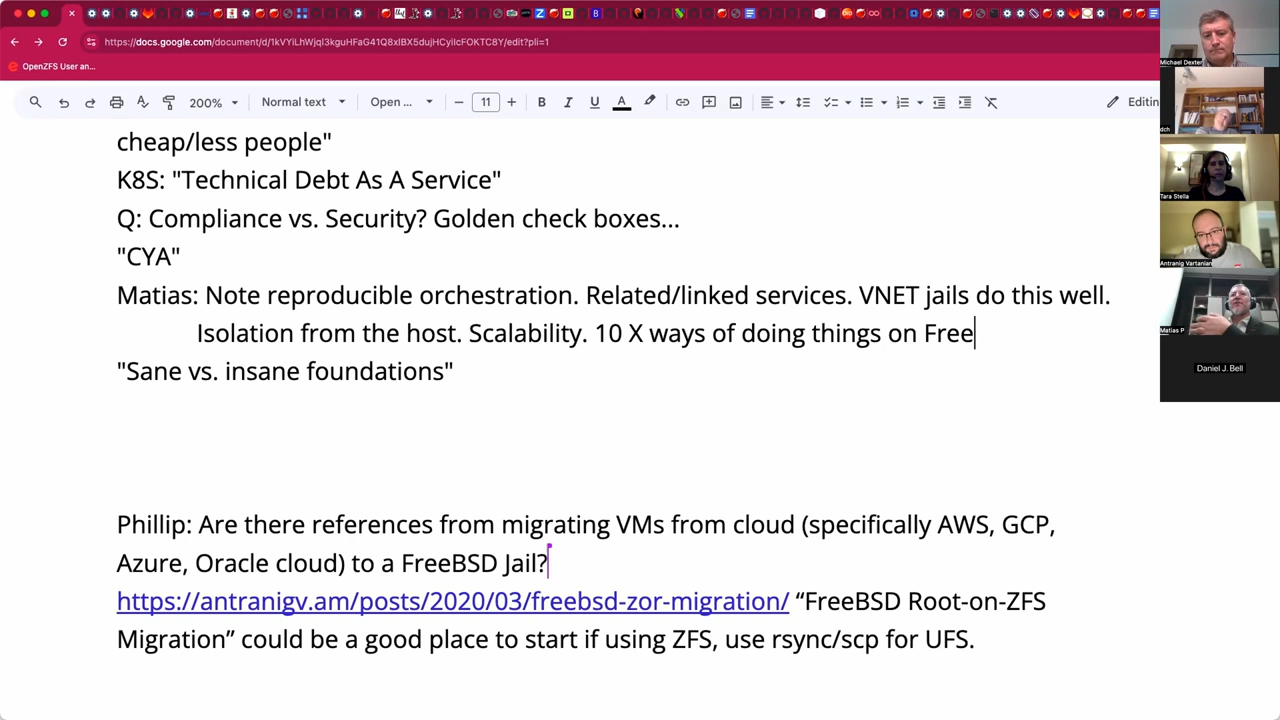 https://docs.google.com/document/d/1kVYiLhWjqI3kguHFaG41Q8xIBX5dujHCyiIcFOKTC8Y/edit?pli=1
OpenZFS User an...
200%
Normal text
Open ...
11
Editin
cheap/less people"
K8S: "Technical Debt As A Service"
Q: Compliance vs. Security? Golden check boxes...
"CYA"
Matias: Note reproducible orchestration. Related/linked services. VNET jails do this well.
Isolation from the host. Scalability. 10 X ways of doing things on Free
"Sane vs. insane foundations"
Phillip: Are there references from migrating VMs from cloud (specifically AWS, GCP,
Azure, Oracle cloud) to a FreeBSD Jail?
https://antranigv.am/posts/2020/03/freebsd-zor-migration/ “FreeBSD Root-on-ZFS
Migration” could be a good place to start if using ZFS, use rsync/scp for UFS.
Michael Dexter
dch
Tara Stella
Antranig Vartanian
Matias P
Daniel J. Bell